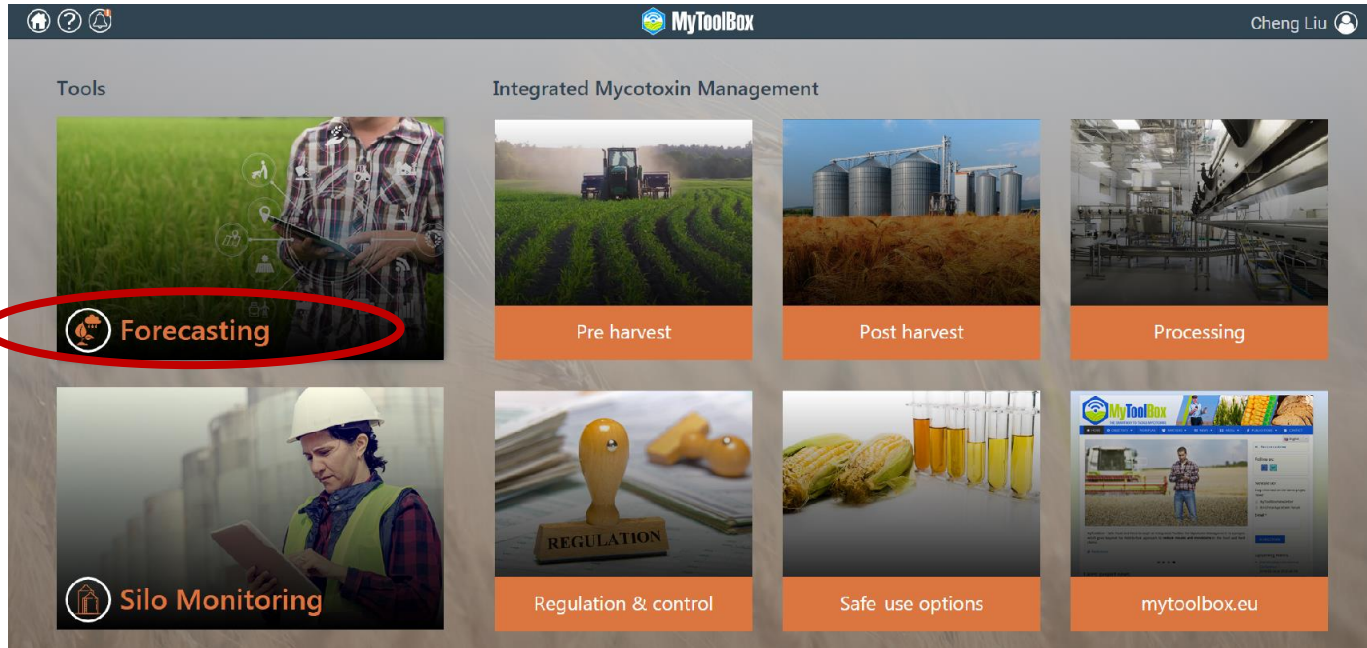 MyToolBox
Cheng Liu
Tools
Integrated Mycotoxin Management
Forecasting
Pre harvest
Post harvest
Processing
Silo Monitoring
REGULATION
Regulation & control
Safe use options
MyToolBox
mytoolbox.eu